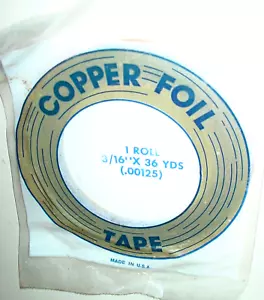 COPPER FOIL
1 ROLL
3/16" X 36 YDS
(.00125)
TAPE
MADE IN U.S.A.